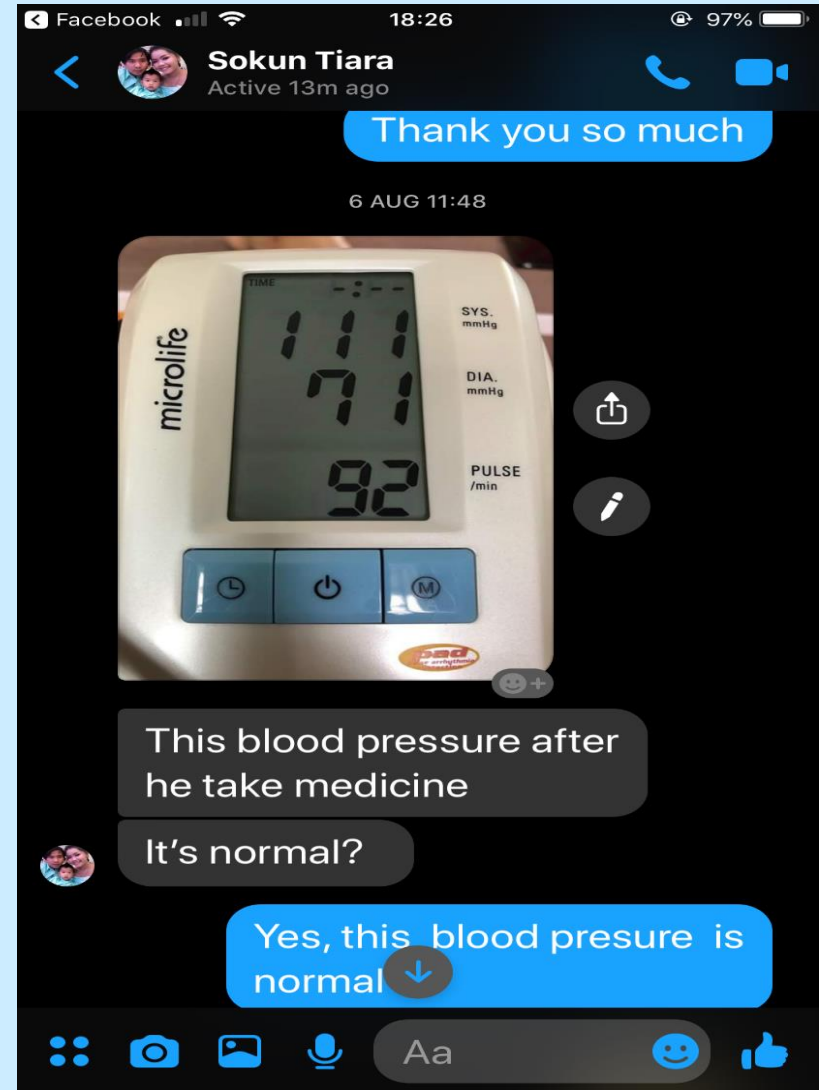 Facebook 18:26 97%
Sokun Tiara
Active 13m ago
Thank you so much
6 AUG 11:48
TIME -:--
microlife
111 SYS. mmHg
71 DIA. mmHg
92 PULSE /min
M
pad
This blood pressure after
he take medicine
It's normal?
Yes, this blood presure is
normal
Aa